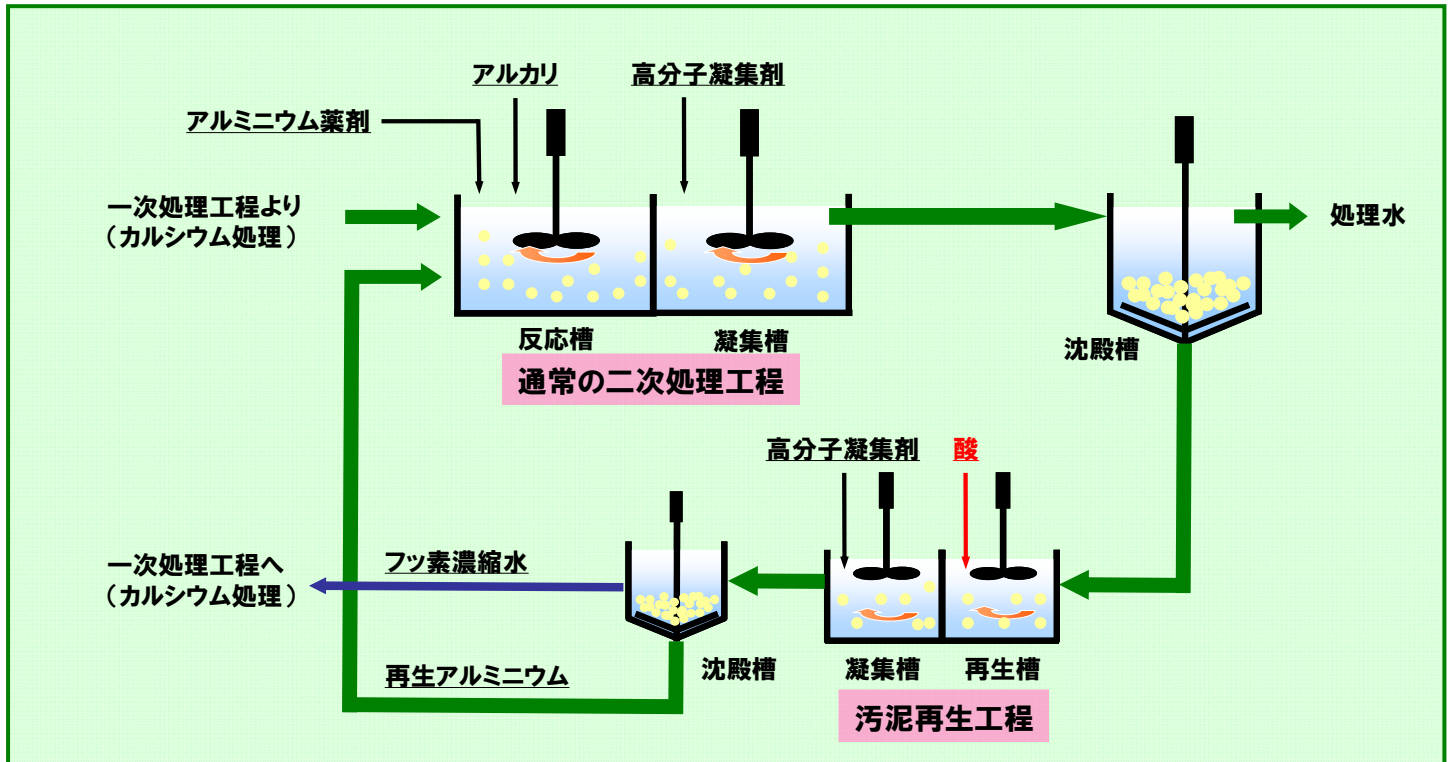 アルカリ
高分子凝集剤
アルミニウム薬剤
一次処理工程より
（カルシウム処理）
処理水
反応槽
凝集槽
沈殿槽
通常の二次処理工程
高分子凝集剤
酸
一次処理工程へ
（カルシウム処理）
フッ素濃縮水
再生アルミニウム
沈殿槽
凝集槽
再生槽
汚泥再生工程